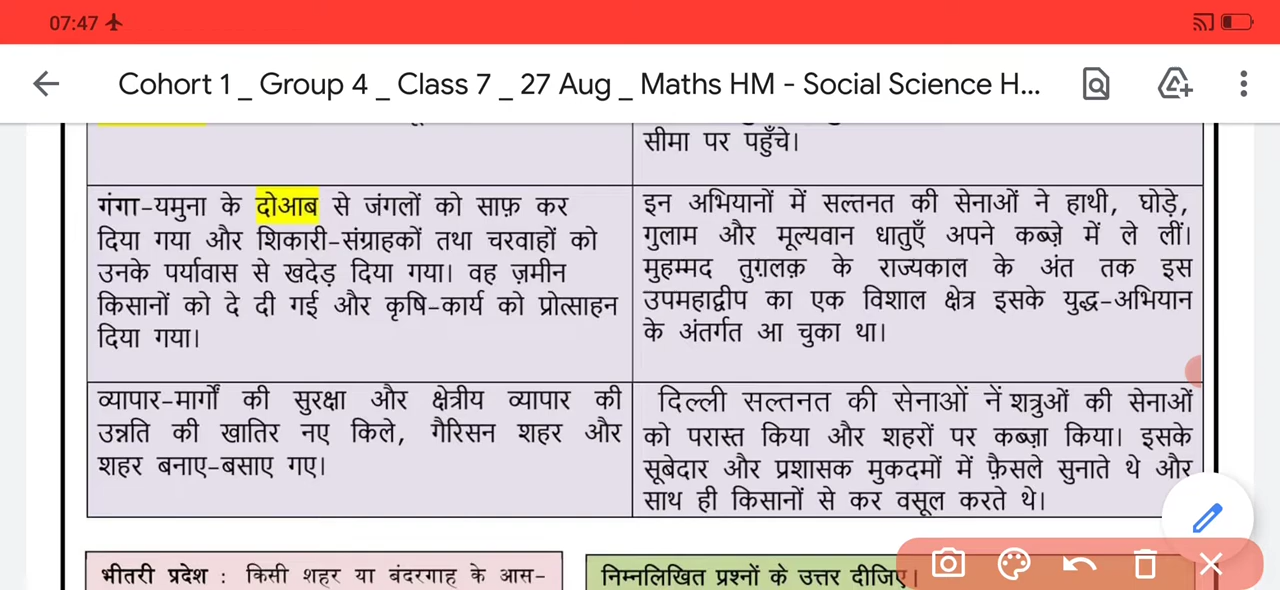 07:47
Cohort 1 _ Group 4 _ Class 7 _ 27 Aug _ Maths HM - Social Science H...
सीमा पर पहुँचे।
गंगा-यमुना के दोआब से जंगलों को साफ़ कर
दिया गया और शिकारी-संग्राहकों तथा चरवाहों को
उनके पर्यावास से खदेड़ दिया गया। वह ज़मीन
किसानों को दे दी गई और कृषि-कार्य को प्रोत्साहन
दिया गया।
इन अभियानों में सल्तनत की सेनाओं ने हाथी, घोड़े,
गुलाम और मूल्यवान धातुएँ अपने कब्ज़े में ले लीं।
मुहम्मद तुग़लक़ के राज्यकाल के अंत तक इस
उपमहाद्वीप का एक विशाल क्षेत्र इसके युद्ध-अभियान
के अंतर्गत आ चुका था।
व्यापार-मार्गों की सुरक्षा और क्षेत्रीय व्यापार की
उन्नति की खातिर नए किले, गैरिसन शहर और
शहर बनाए-बसाए गए।
दिल्ली सल्तनत की सेनाओं नें शत्रुओं की सेनाओं
को परास्त किया और शहरों पर कब्ज़ा किया। इसके
सूबेदार और प्रशासक मुकदमों में फ़ैसले सुनाते थे और
साथ ही किसानों से कर वसूल करते थे।
भीतरी प्रदेश : किसी शहर या बंदरगाह के आस-
निम्नलिखित प्रश्नों के उत्तर दीजिए।